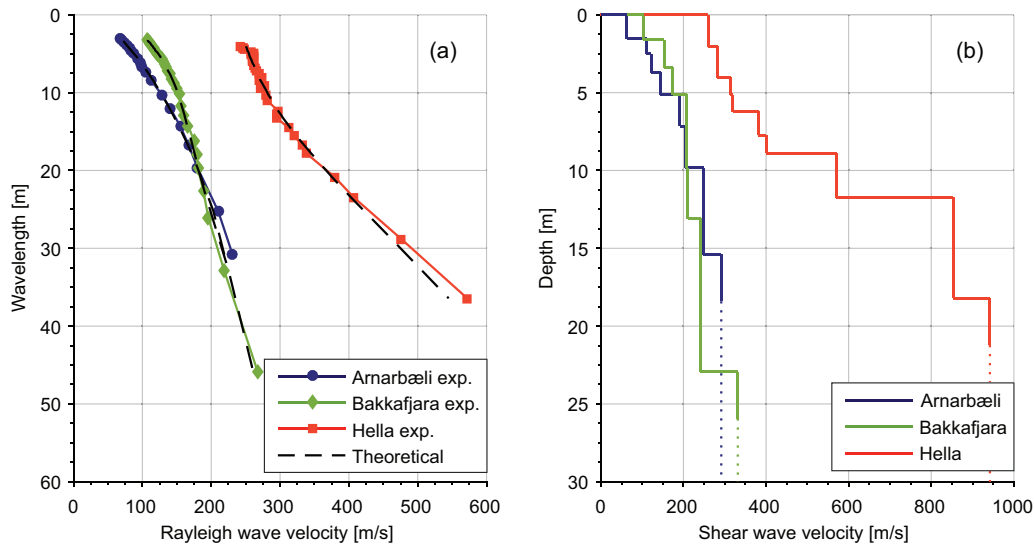 (a)
0
10
20
30
40
50
60
Wavelength [m]
0 100 200 300 400 500 600
Rayleigh wave velocity [m/s]
Arnarbæli exp.
Bakkafjara exp.
Hella exp.
Theoretical
(b)
0
5
10
15
20
25
30
Depth [m]
0 200 400 600 800 1000
Shear wave velocity [m/s]
Arnarbæli
Bakkafjara
Hella